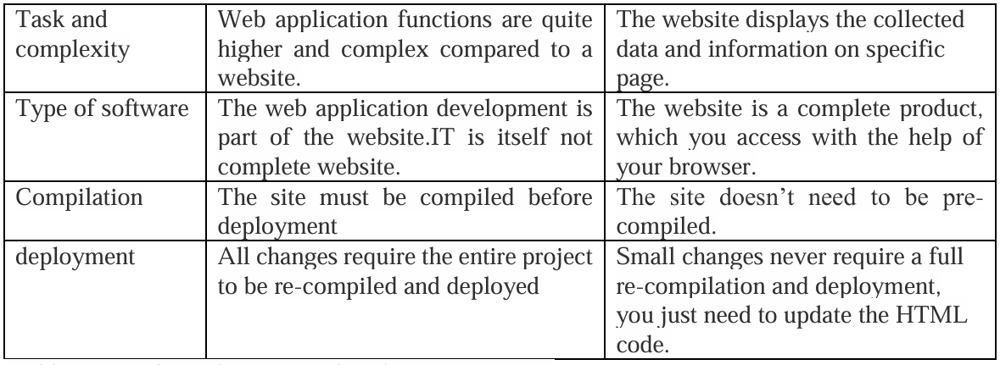 Task and complexity
Web application functions are quite
higher and complex compared to a
website.
The website displays the collected
data and information on specific
page.
Type of software
The web application development is
part of the website.IT is itself not
complete website.
The website is a complete product,
which you access with the help of
your browser.
Compilation
The site must be compiled before
deployment
The site doesn't need to be pre-
compiled.
deployment
All changes require the entire project
to be re-compiled and deployed
Small changes never require a full
re-compilation and deployment,
you just need to update the HTML
code.